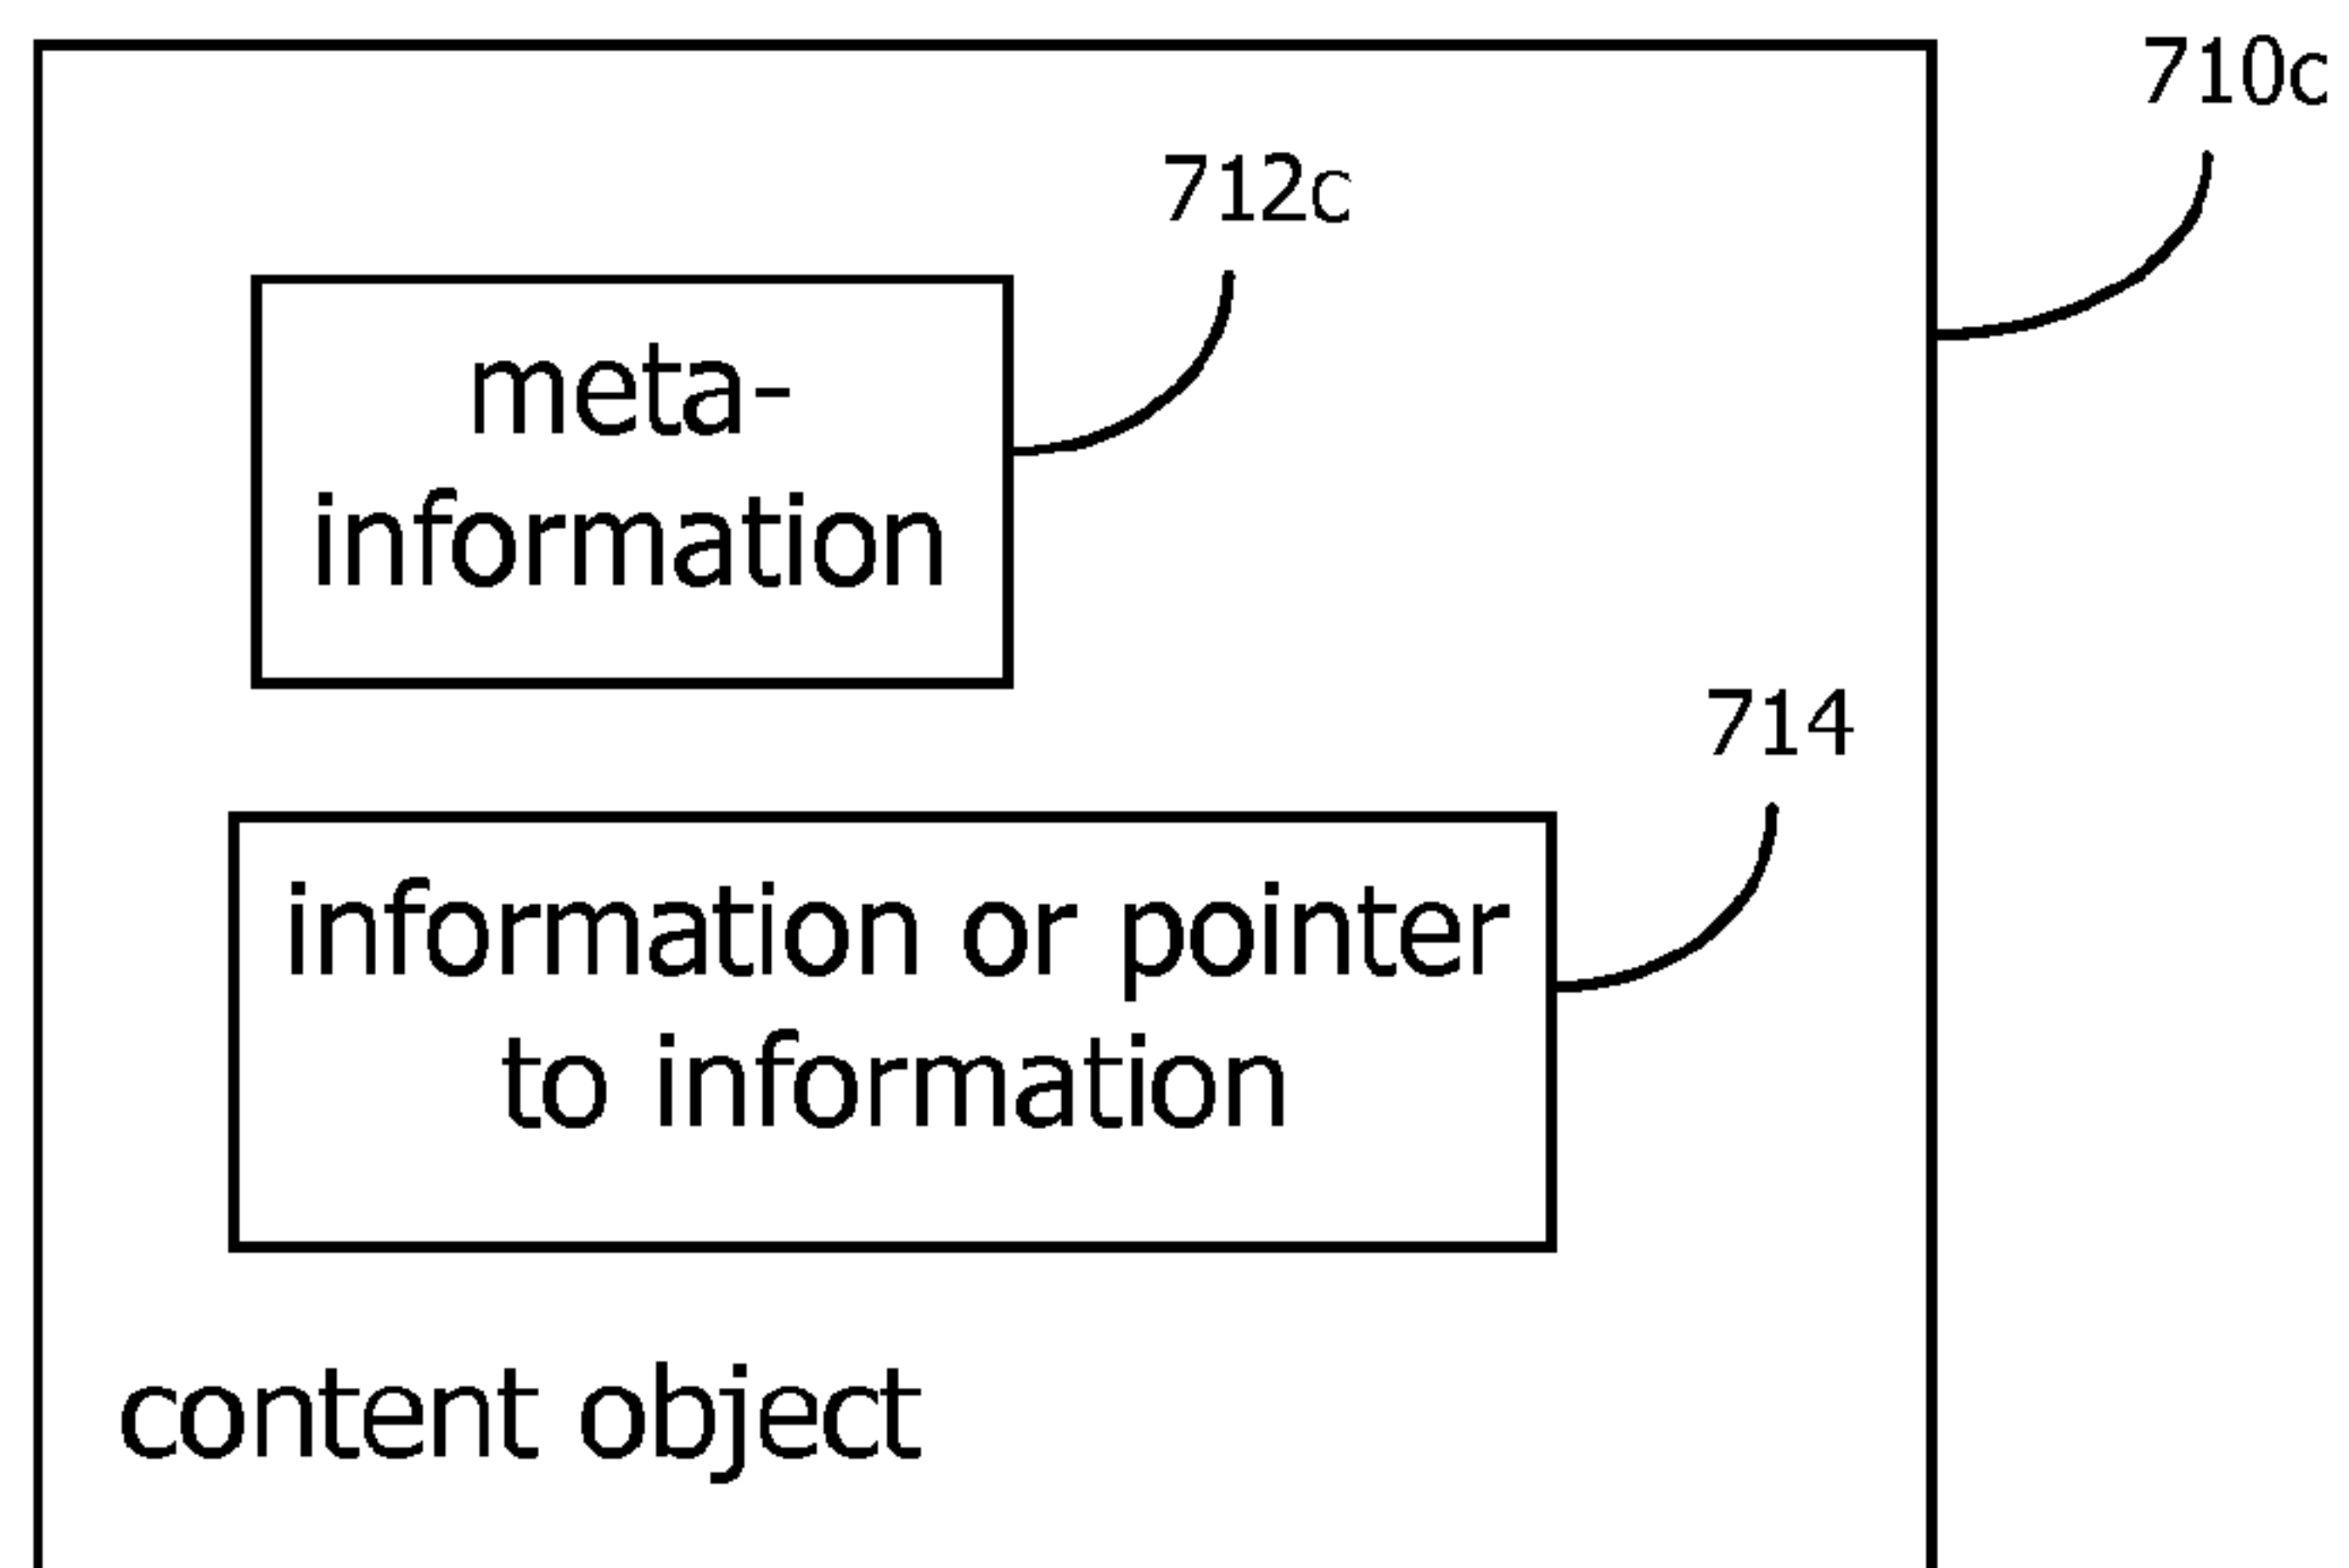 710c
712c
meta-
information
714
information or pointer
to information
content object